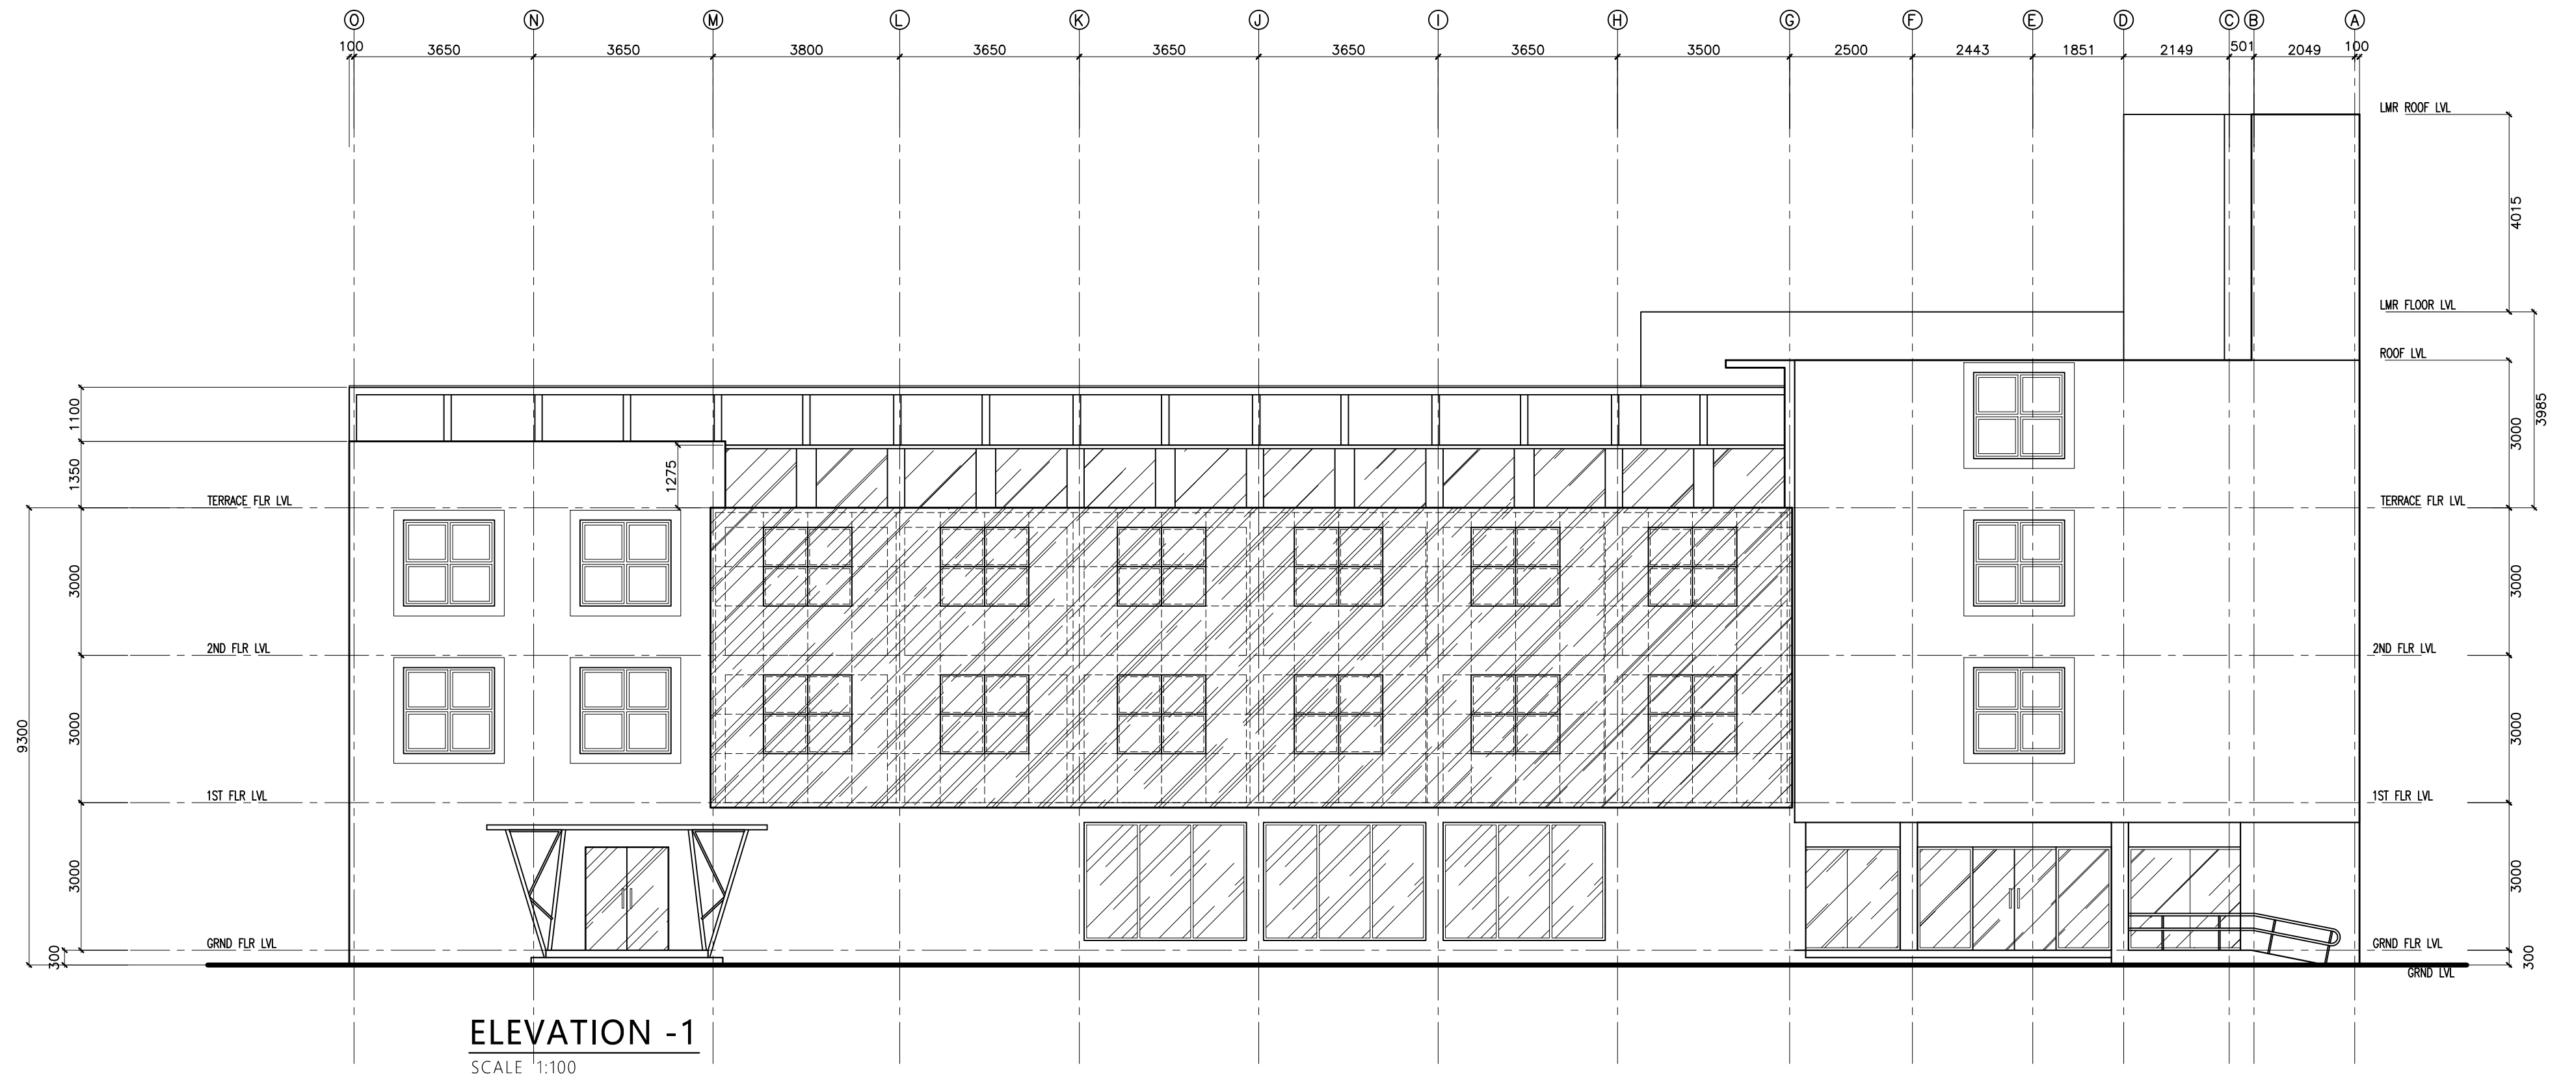 O N M L K J I H G F E D C B A
100 3650 3650 3800 3650 3650 3650 3650 3500 2500 2443 1851 2149 501 2049 100
LMR ROOF LVL
4015
LMR FLOOR LVL
ROOF LVL
1100
3000
3985
1350
1275
TERRACE FLR LVL
TERRACE FLR LVL
3000
3000
2ND FLR LVL
2ND FLR LVL
9300
3000
3000
1ST FLR LVL
1ST FLR LVL
3000
3000
GRND FLR LVL
GRND FLR LVL
300
300
GRND LVL
ELEVATION -1
SCALE 1:100